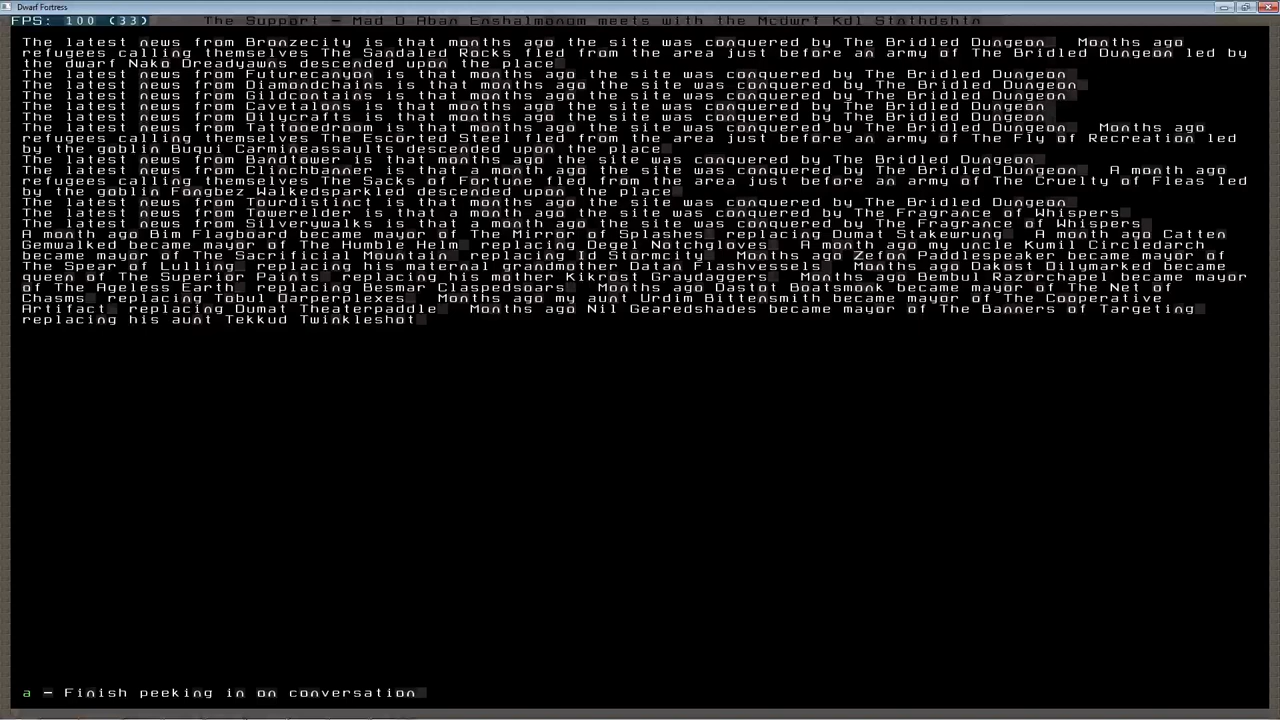 Dwarf Fortress
FPS: 100 (33) The Support - Mad O Aban Enshalmonom meets with the
The latest news from Bronzecity is that months ago the site was conquered by The Bridled Dungeon Months ago
refugees calling themselves The Sandaled Rocks fled from the area just before an army of The Bridled Dungeon led by
the dwarf Nako Dreadyawns descended upon the place
The latest news from Futurecanyon is that months ago the site was conquered by The Bridled Dungeon
The latest news from Diamondchains is that months ago the site was conquered by The Bridled Dungeon
The latest news from Gildcontains is that months ago the site was conquered by The Bridled Dungeon
The latest news from Cavetalons is that months ago the site was conquered by The Bridled Dungeon
The latest news from Oilycrafts is that months ago the site was conquered by The Bridled Dungeon
The latest news from Tattooedroom is that months ago the site was conquered by The Bridled Dungeon Months ago
refugees calling themselves The Escorted Steel fled from the area just before an army of The Fly of Recreation led
by the goblin Bugui Carmineassaults descended upon the place
The latest news from Bandtower is that months ago the site was conquered by The Bridled Dungeon
The latest news from Clinchbanner is that a month ago the site was conquered by The Bridled Dungeon A month ago
refugees calling themselves The Sacks of Fortune fled from the area just before an army of The Cruelty of Fleas led
by the goblin Fongbez Walkedsparkled descended upon the place
The latest news from Tourdistinct is that months ago the site was conquered by The Bridled Dungeon
The latest news from Towerelder is that a month ago the site was conquered by The Fragrance of Whispers
The latest news from Silverywalks is that a month ago the site was conquered by The Fragrance of Whispers
A month ago Bim Flagboard became mayor of The Mirror of Splashes replacing Dumat Stakewrung A month ago Catten
Gemwalked became mayor of The Humble Helm replacing Degel Notchgloves A month ago my uncle Kumil Circledarch
became mayor of The Sacrificial Mountain replacing Id Stormcity Months ago Zefon Paddlespeaker became mayor of
The Spear of Lulling replacing his maternal grandmother Datan Flashvessels Months ago Dakost Oilymarked became
queen of The Superior Paints replacing his mother Kikrost Graydaggers Months ago Bembul Razorchapel became mayor
of The Ageless Earth replacing Besmar Claspedsoars Months ago Dastot Boatsmonk became mayor of The Net of
Chasms replacing Tobul Darperplexes Months ago my aunt Urdim Bittensmith became mayor of The Cooperative
Artifact replacing Dumat Theaterpaddle Months ago Nil Gearedshades became mayor of The Banners of Targeting
replacing his aunt Tekkud Twinkleshot
a - Finish peeking in on conversation